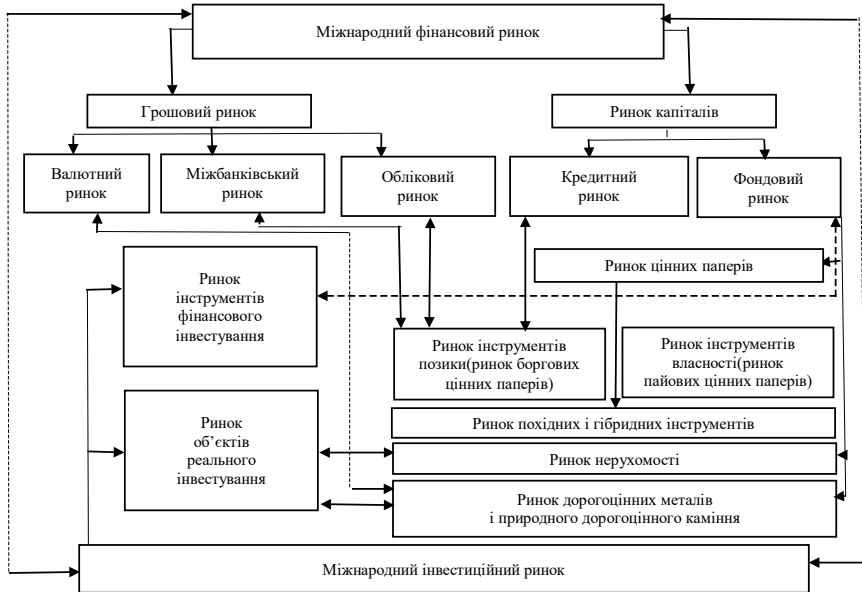 Міжнародний фінансовий ринок
Грошовий ринок
Ринок капіталів
Валютний
ринок
Міжбанківський
ринок
Обліковий
ринок
Кредитний
ринок
Фондовий
ринок
Ринок
інструментів
фінансового
інвестування
Ринок цінних паперів
Ринок інструментів
позики(ринок боргових
цінних паперів)
Ринок інструментів
власності(ринок
пайових цінних паперів)
Ринок похідних і гібридних інструментів
Ринок
об’єктів
реального
інвестування
Ринок нерухомості
Ринок дорогоцінних металів
і природного дорогоцінного каміння
Міжнародний інвестиційний ринок